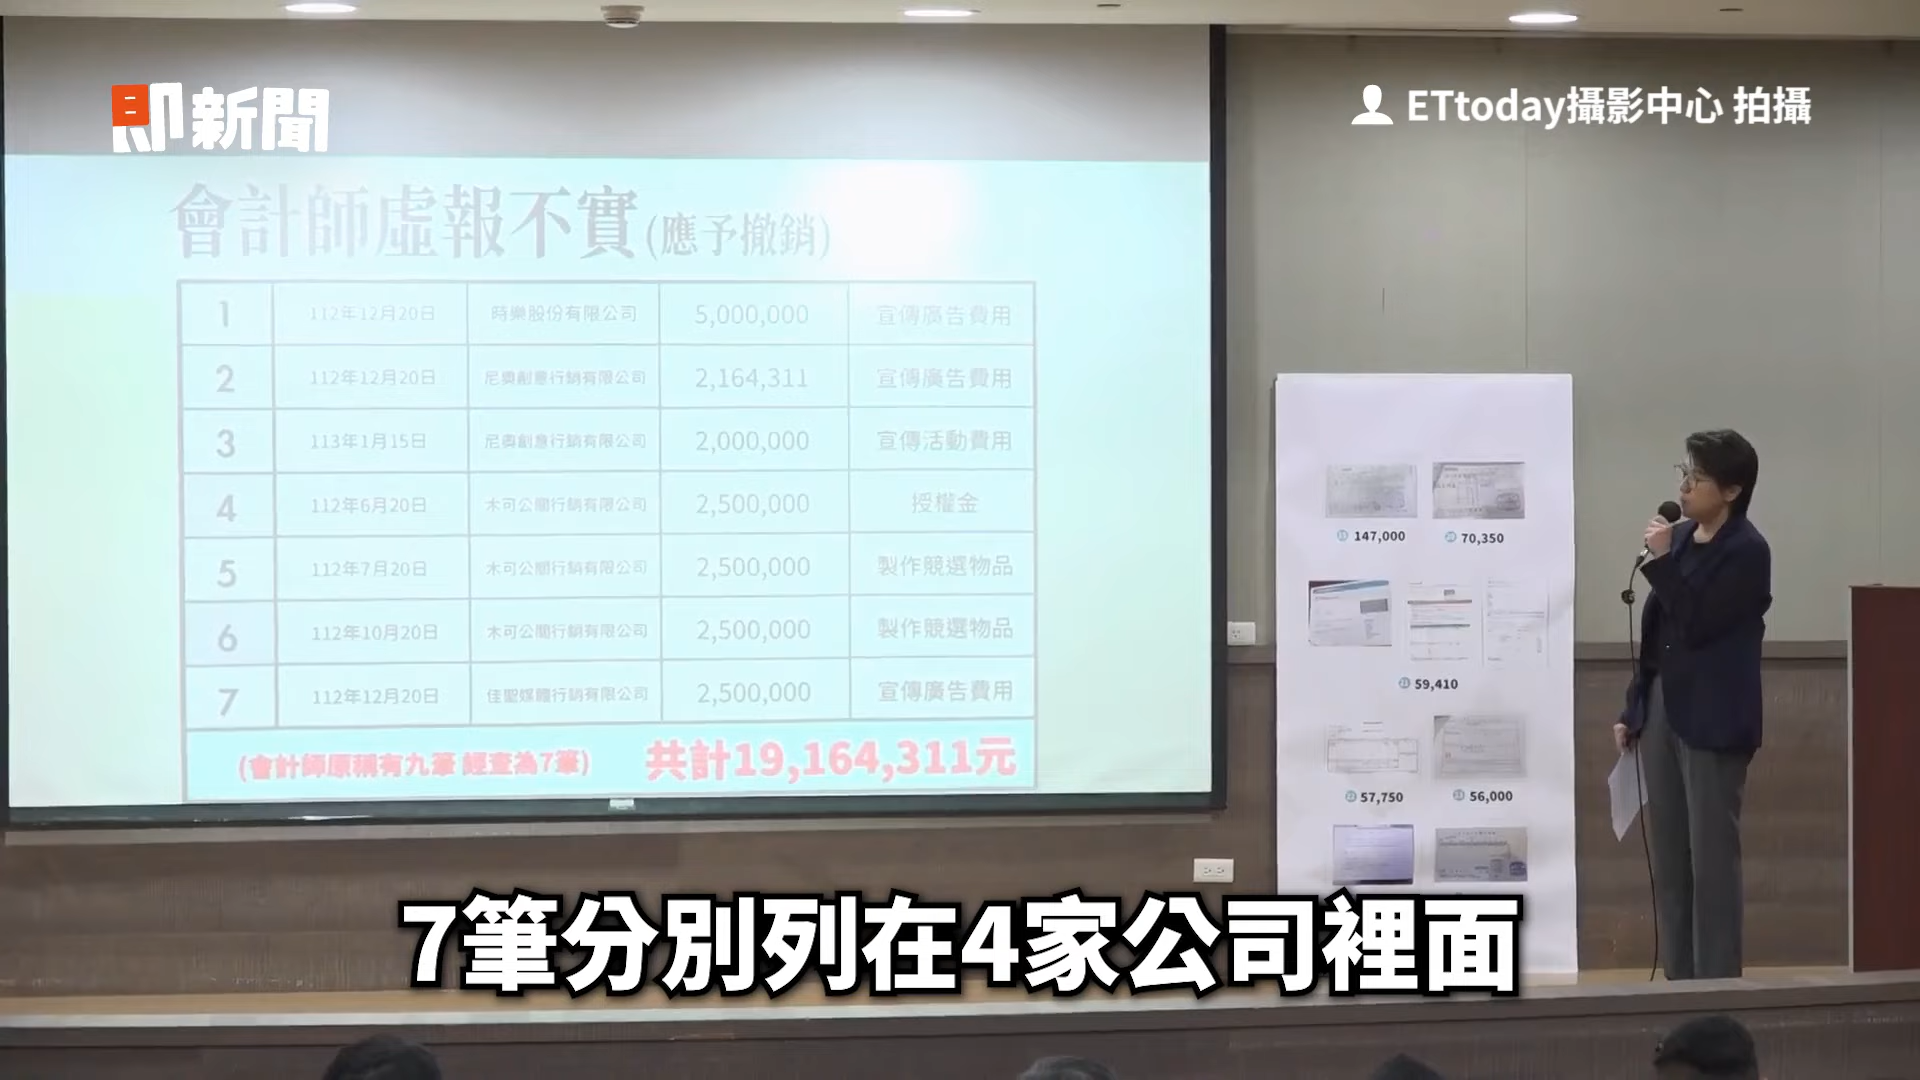 即新聞
ETtoday攝影中心 拍攝
會計師虛報不實(應予撤銷)
1 112年12月20日 時樂股份有限公司 5,000,000 宣傳廣告費用
2 112年12月20日 尼奧創意行銷有限公司 2,164,311 宣傳廣告費用
3 113年1月15日 尼奧創意行銷有限公司 2,000,000 宣傳活動費用
4 112年6月20日 木可公關行銷有限公司 2,500,000 授權金
5 112年7月20日 木可公關行銷有限公司 2,500,000 製作競選物品
6 112年10月20日 木可公關行銷有限公司 2,500,000 製作競選物品
7 112年12月20日 佳聖媒體行銷有限公司 2,500,000 宣傳廣告費用
(會計師原稱有九筆 經查為7筆) 共計19,164,311元
147,000 70,350
59,410
57,750 56,000
7筆分別列在4家公司裡面